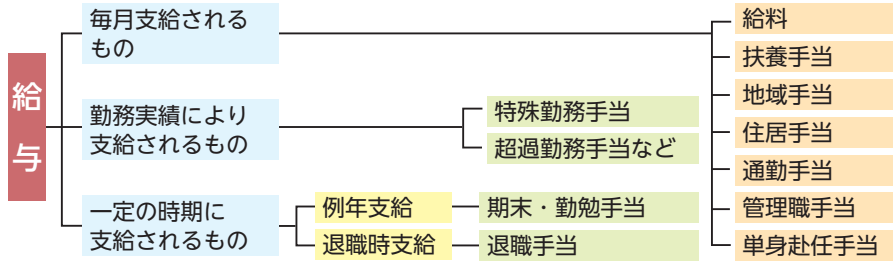 給与
毎月支給される
もの
給料
扶養手当
地域手当
住居手当
通勤手当
管理職手当
単身赴任手当
勤務実績により
支給されるもの
特殊勤務手当
超過勤務手当など
一定の時期に
支給されるもの
例年支給
期末・勤勉手当
退職時支給
退職手当